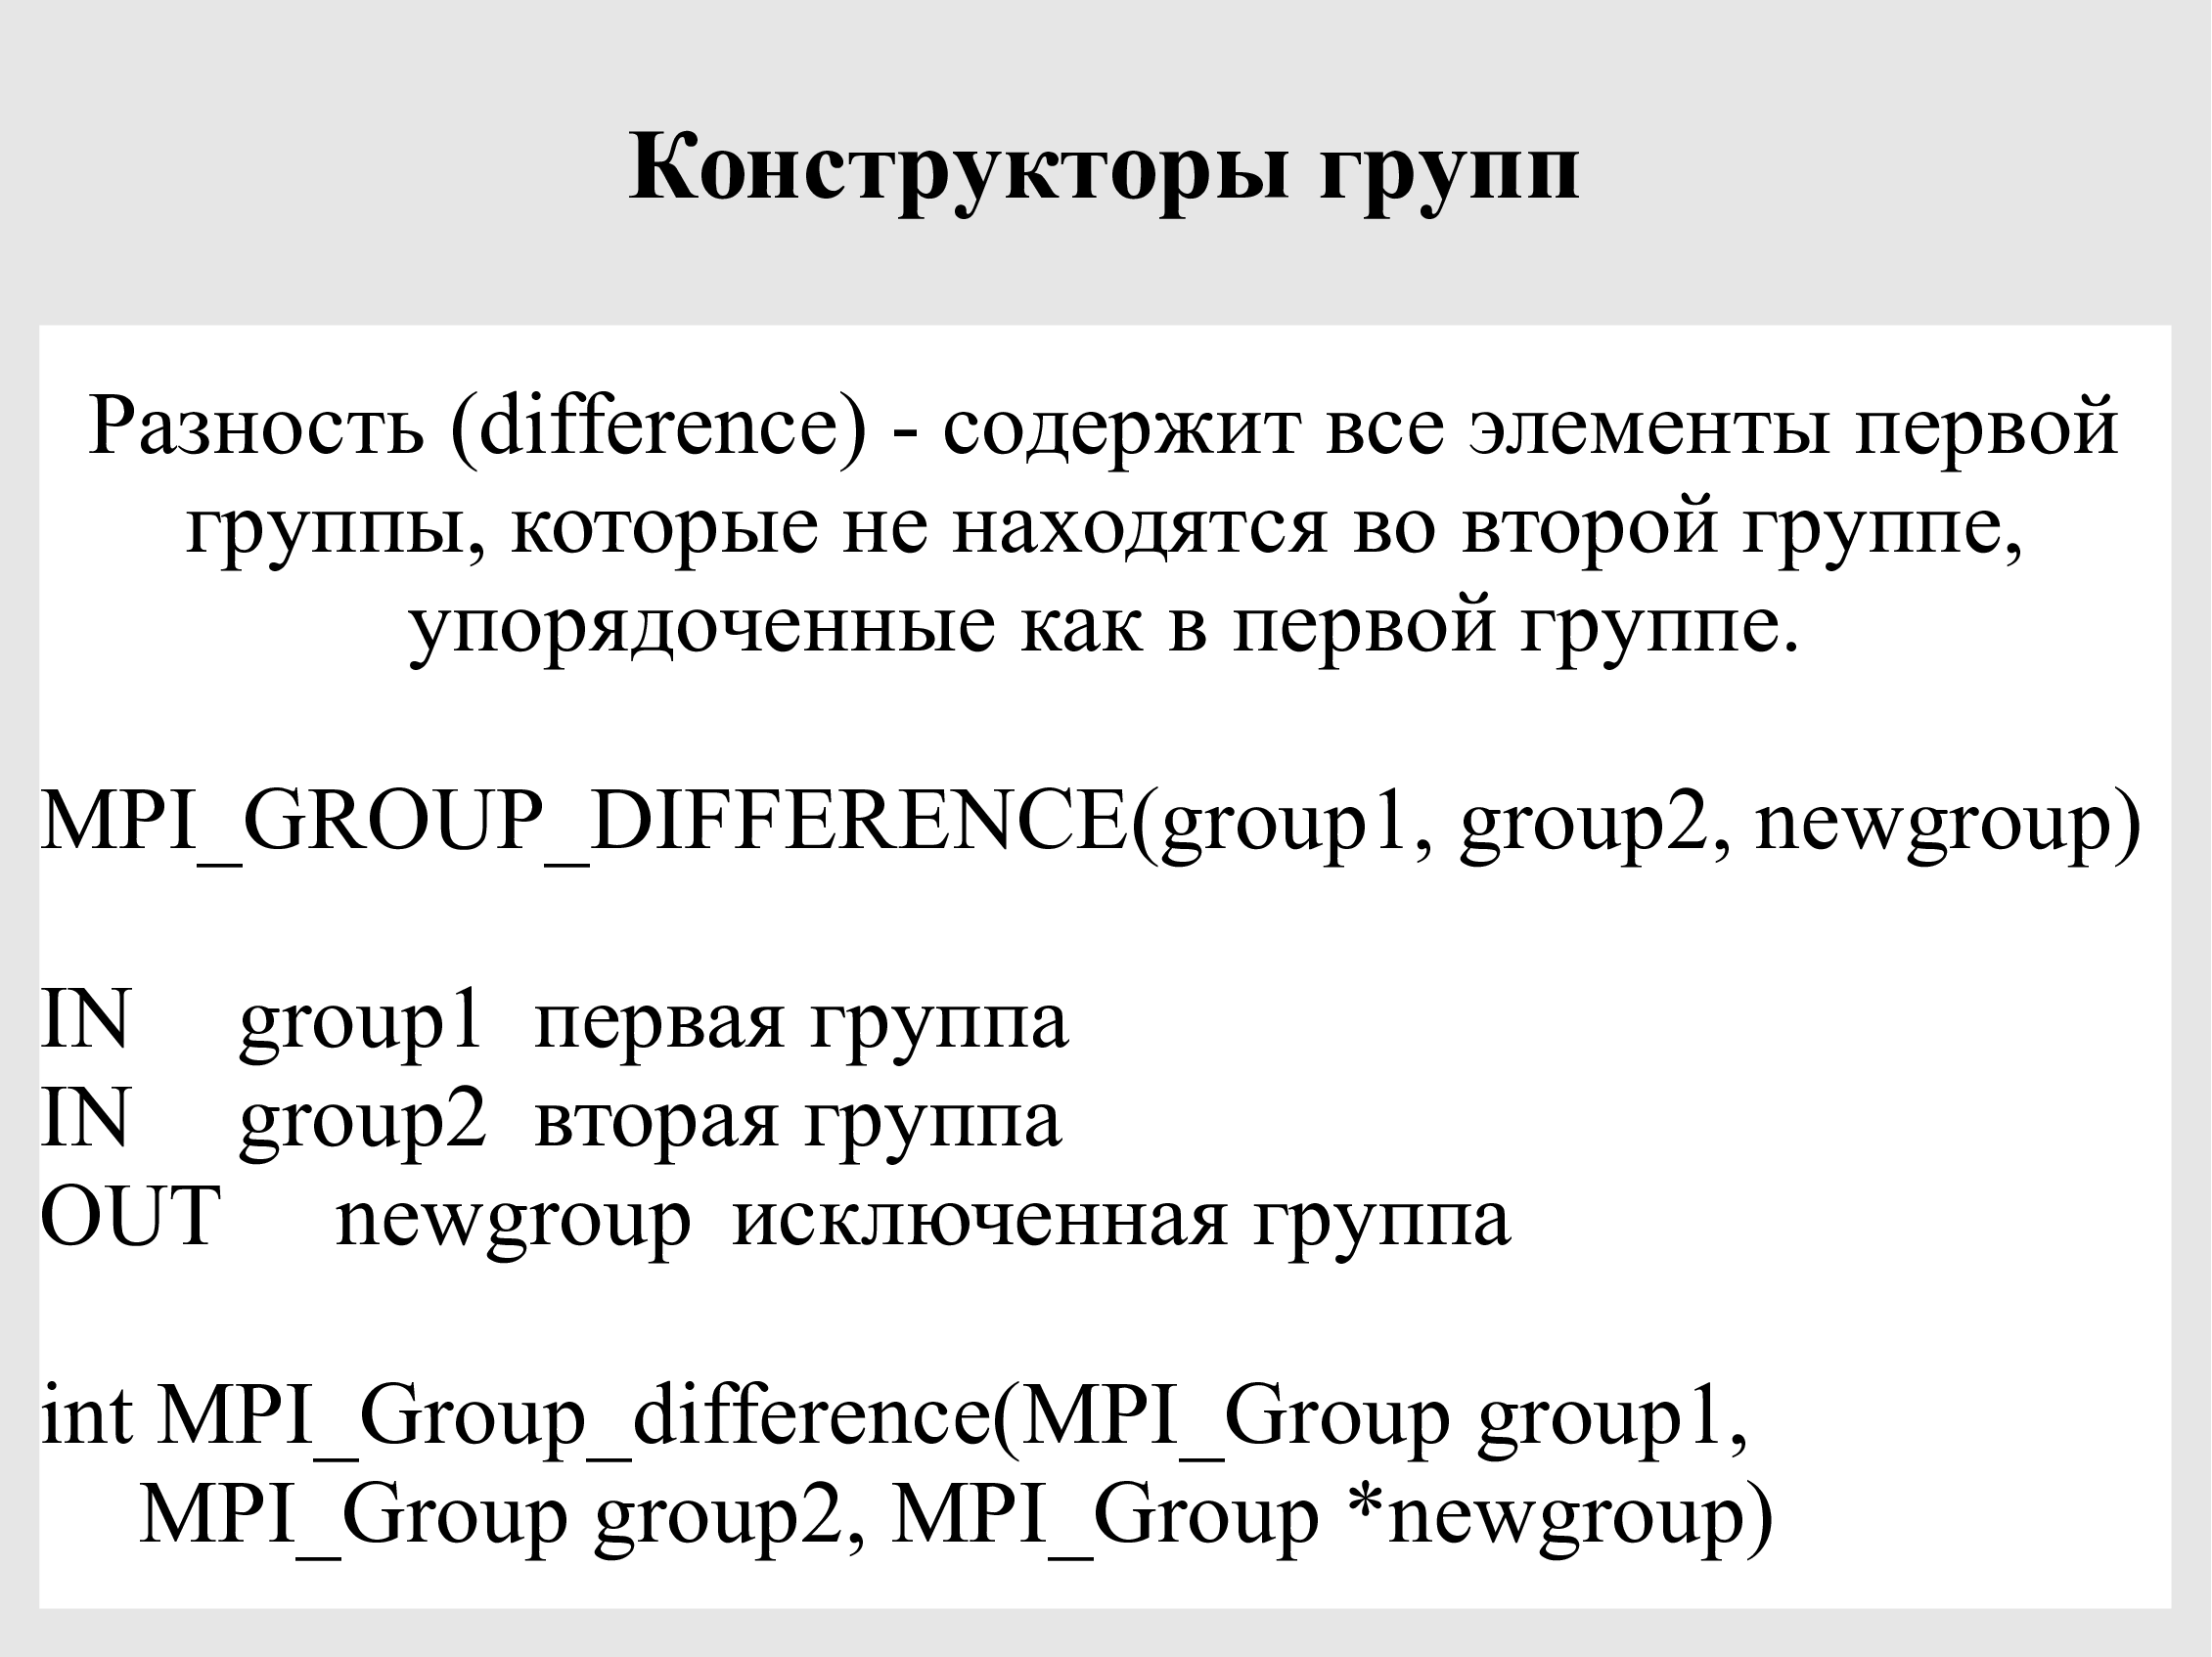 Конструкторы групп
Разность (difference) - содержит все элементы первой
группы, которые не находятся во второй группе,
упорядоченные как в первой группе.
MPI_GROUP_DIFFERENCE(group1, group2, newgroup)
IN group1 первая группа
IN group2 вторая группа
OUT newgroup исключенная группа
int MPI_Group_difference(MPI_Group group1,
MPI_Group group2, MPI_Group *newgroup)